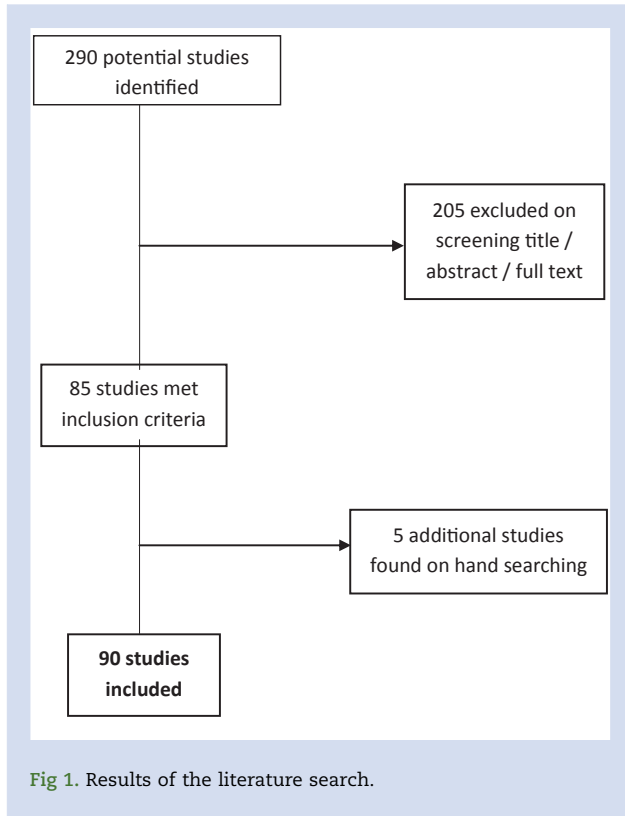 290 potential studies
identified
205 excluded on
screening title /
abstract / full text
85 studies met
inclusion criteria
5 additional studies
found on hand searching
90 studies
included
Fig 1. Results of the literature search.